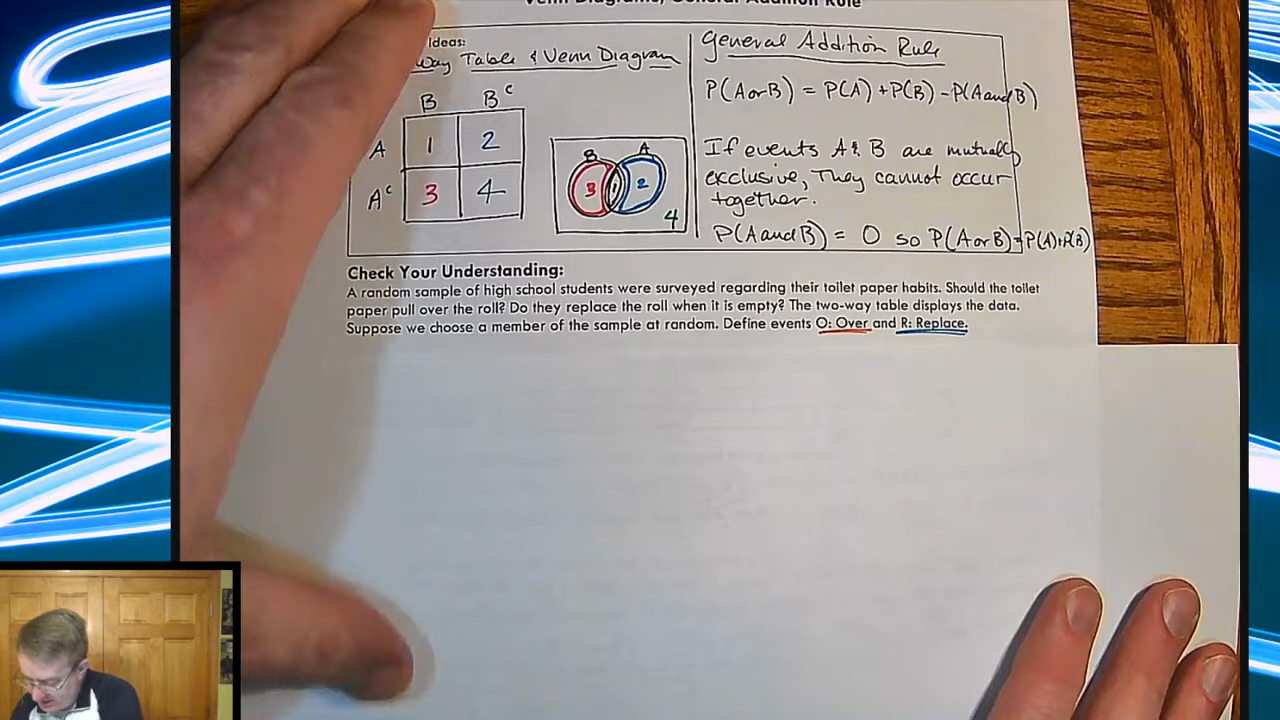 Venn Diagrams, General Addition Rule
Ideas:
Way Table & Venn Diagram
B Bᶜ
A 1 2
Aᶜ 3 4
B A
3 1 2
4
General Addition Rule
P(A or B) = P(A) + P(B) - P(A and B)
If events A & B are mutually
exclusive, They cannot occur
together.
P(A and B) = 0 so P(A or B) = P(A) + P(B)
Check Your Understanding:
A random sample of high school students were surveyed regarding their toilet paper habits. Should the toilet
paper pull over the roll? Do they replace the roll when it is empty? The two-way table displays the data.
Suppose we choose a member of the sample at random. Define events O: Over and R: Replace.